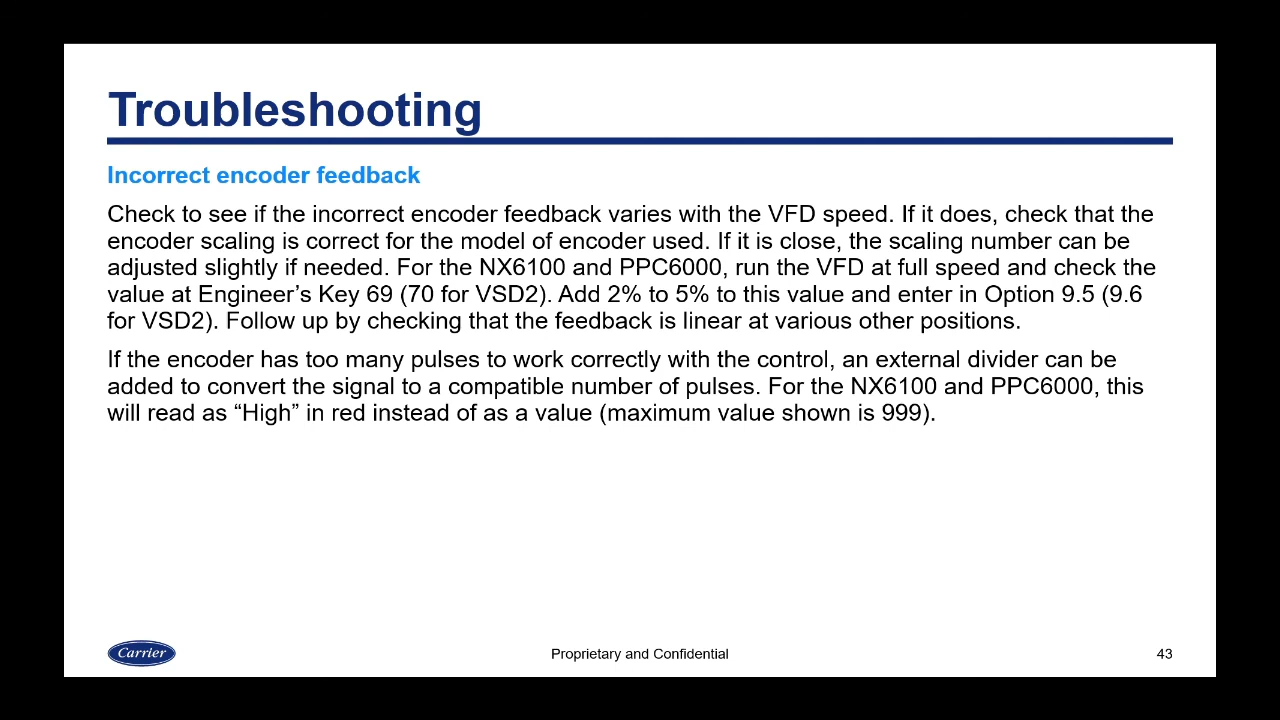 Troubleshooting
Incorrect encoder feedback
Check to see if the incorrect encoder feedback varies with the VFD speed. If it does, check that the
encoder scaling is correct for the model of encoder used. If it is close, the scaling number can be
adjusted slightly if needed. For the NX6100 and PPC6000, run the VFD at full speed and check the
value at Engineer’s Key 69 (70 for VSD2). Add 2% to 5% to this value and enter in Option 9.5 (9.6
for VSD2). Follow up by checking that the feedback is linear at various other positions.
If the encoder has too many pulses to work correctly with the control, an external divider can be
added to convert the signal to a compatible number of pulses. For the NX6100 and PPC6000, this
will read as “High” in red instead of as a value (maximum value shown is 999).
Carrier
Proprietary and Confidential
43